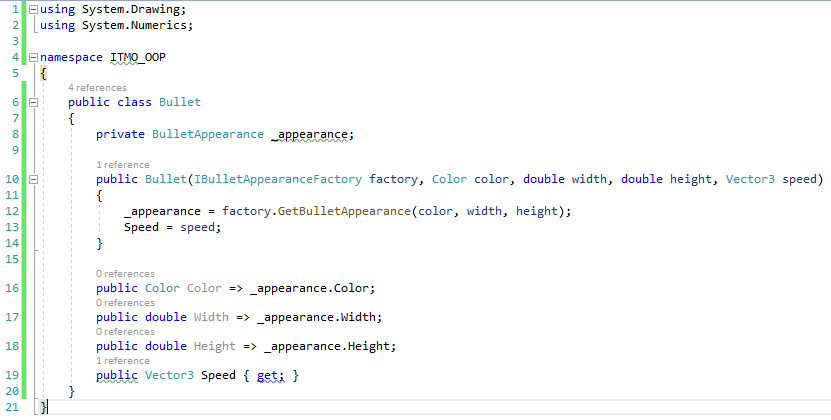 1 using System.Drawing;
2 using System.Numerics;
3
4 namespace ITMO_OOP
5 {
4 references
6 public class Bullet
7 {
8 private BulletAppearance _appearance;
9
1 reference
10 public Bullet(IBulletAppearanceFactory factory, Color color, double width, double height, Vector3 speed)
11 {
12 _appearance = factory.GetBulletAppearance(color, width, height);
13 Speed = speed;
14 }
15
0 references
16 public Color Color => _appearance.Color;
0 references
17 public double Width => _appearance.Width;
0 references
18 public double Height => _appearance.Height;
1 reference
19 public Vector3 Speed { get; }
20 }
21 }